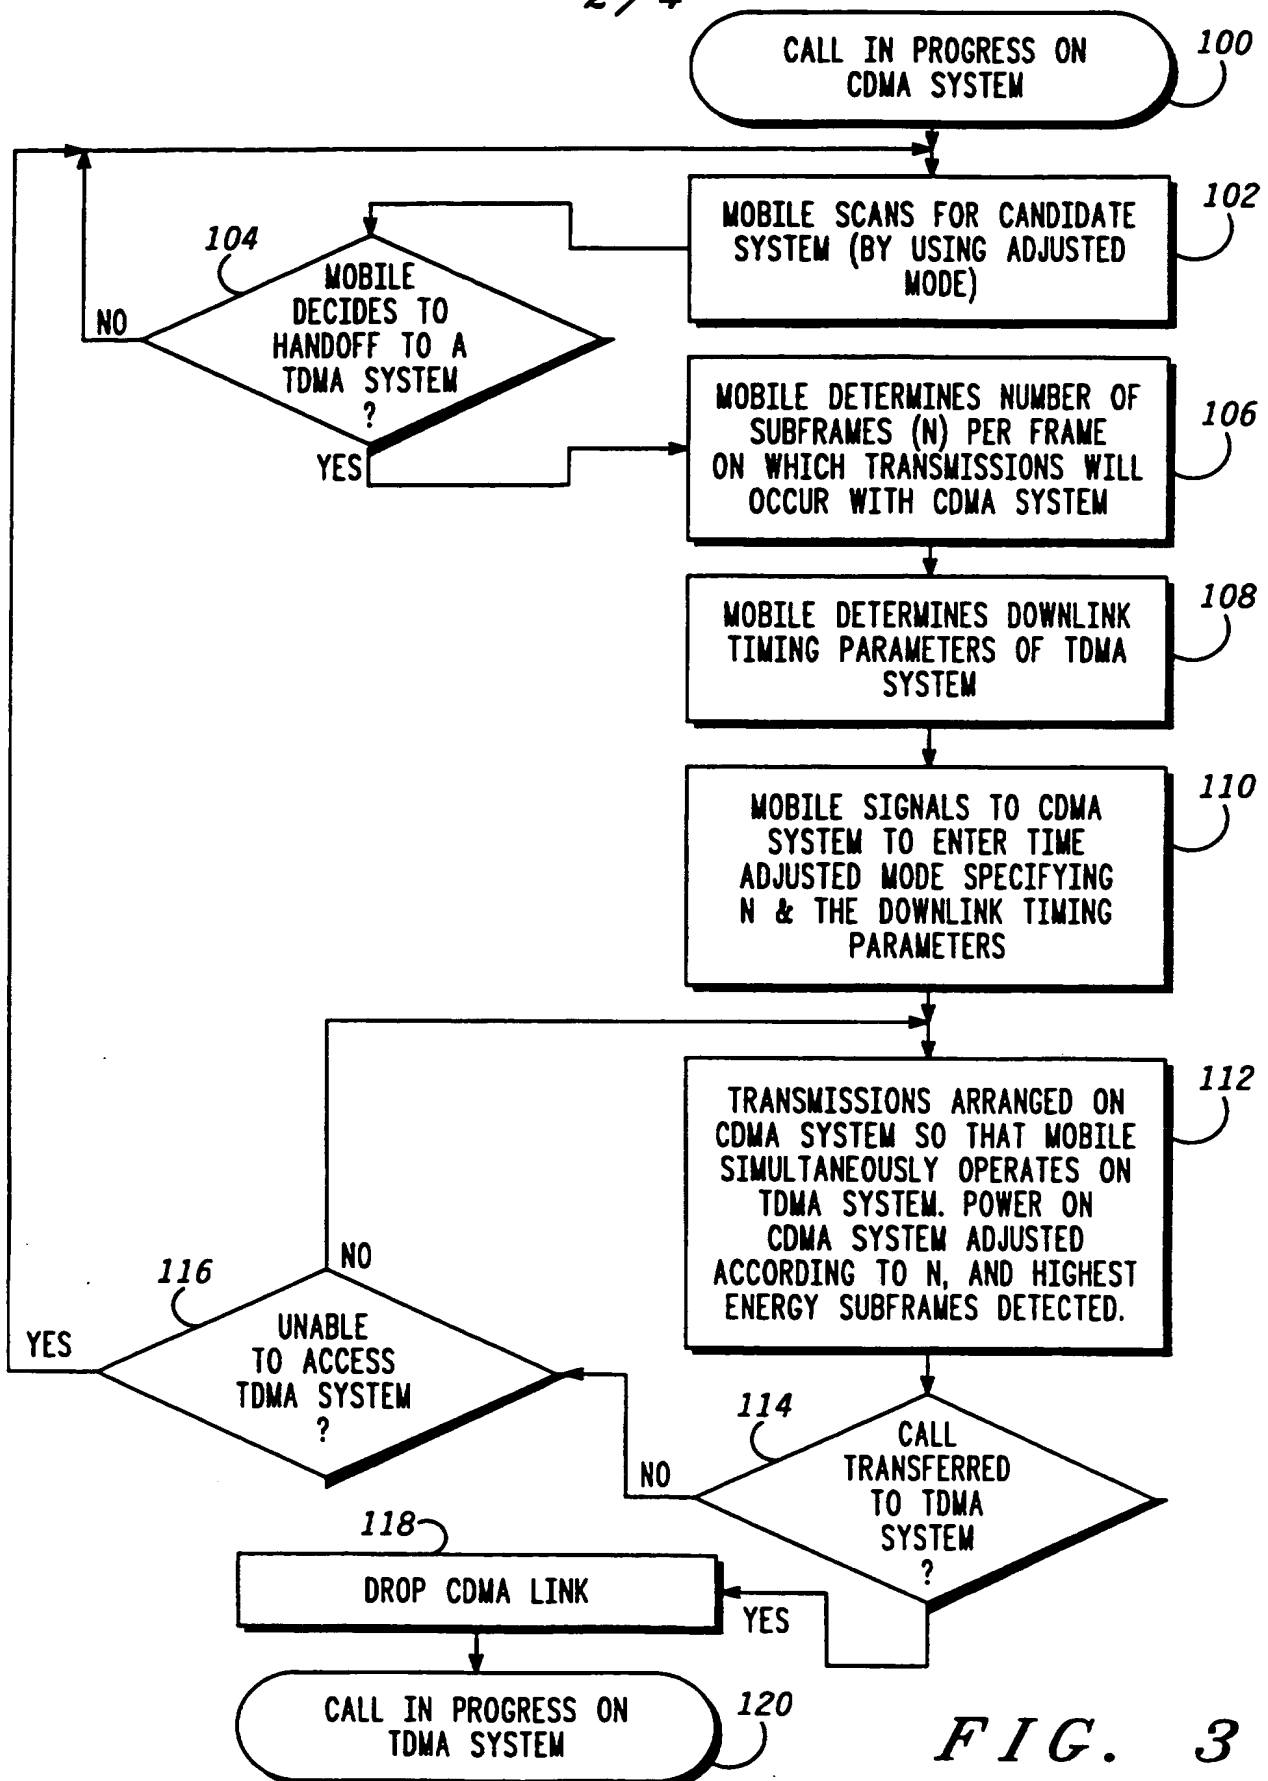 2/4
CALL IN PROGRESS ON
CDMA SYSTEM
100
MOBILE SCANS FOR CANDIDATE
SYSTEM (BY USING ADJUSTED
MODE)
102
104
MOBILE
DECIDES TO
HANDOFF TO A
TDMA SYSTEM
?
NO
YES
MOBILE DETERMINES NUMBER OF
SUBFRAMES (N) PER FRAME
ON WHICH TRANSMISSIONS WILL
OCCUR WITH CDMA SYSTEM
106
MOBILE DETERMINES DOWNLINK
TIMING PARAMETERS OF TDMA
SYSTEM
108
MOBILE SIGNALS TO CDMA
SYSTEM TO ENTER TIME
ADJUSTED MODE SPECIFYING
N & THE DOWNLINK TIMING
PARAMETERS
110
TRANSMISSIONS ARRANGED ON
CDMA SYSTEM SO THAT MOBILE
SIMULTANEOUSLY OPERATES ON
TDMA SYSTEM. POWER ON
CDMA SYSTEM ADJUSTED
ACCORDING TO N, AND HIGHEST
ENERGY SUBFRAMES DETECTED.
112
116
NO
YES
UNABLE
TO ACCESS
TDMA SYSTEM
?
114
CALL
TRANSFERRED
TO TDMA
SYSTEM
?
NO
YES
118
DROP CDMA LINK
CALL IN PROGRESS ON
TDMA SYSTEM
120
FIG. 3